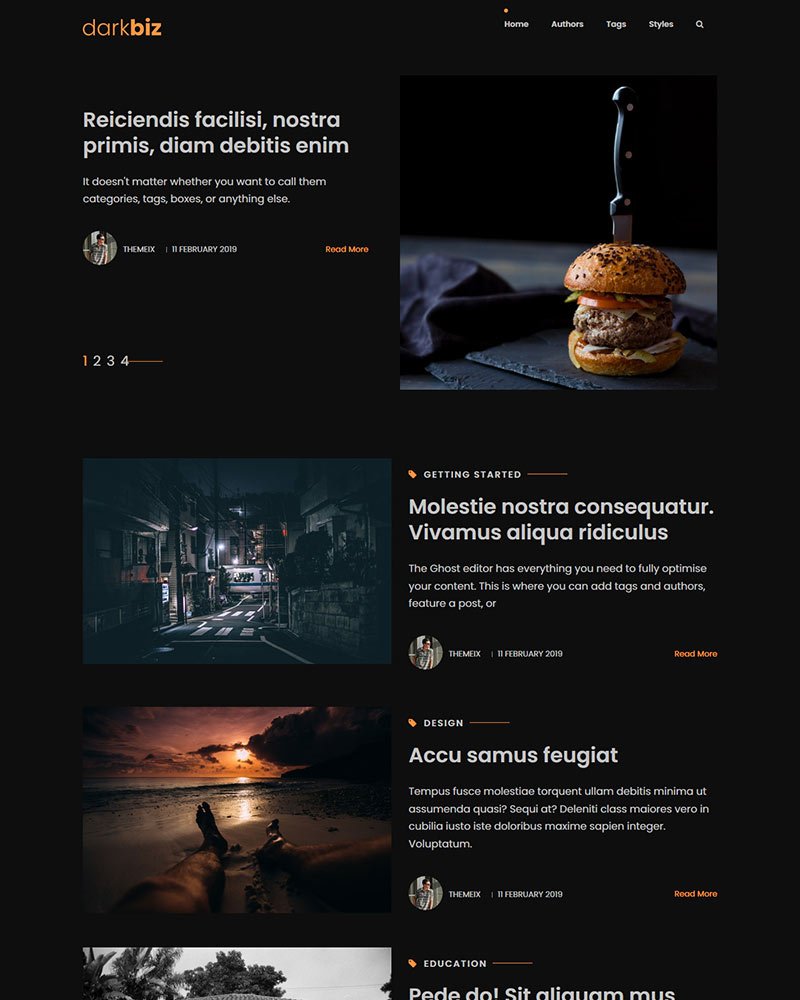 darkbiz
Home Authors Tags Styles
Reiciendis facilisi, nostra
primis, diam debitis enim
It doesn't matter whether you want to call them
categories, tags, boxes, or anything else.
THEMEIX | 11 FEBRUARY 2019 Read More
1 2 3 4
GETTING STARTED
Molestie nostra consequatur.
Vivamus aliqua ridiculus
The Ghost editor has everything you need to fully optimise
your content. This is where you can add tags and authors,
feature a post, or
THEMEIX | 11 FEBRUARY 2019 Read More
DESIGN
Accu samus feugiat
Tempus fusce molestiae torquent ullam debitis minima ut
assumenda quasi? Sequi at? Deleniti class maiores vero in
cubilia iusto iste doloribus maxime sapien integer.
Voluptatum.
THEMEIX | 11 FEBRUARY 2019 Read More
EDUCATION
Pede do! Sit aliquam mus